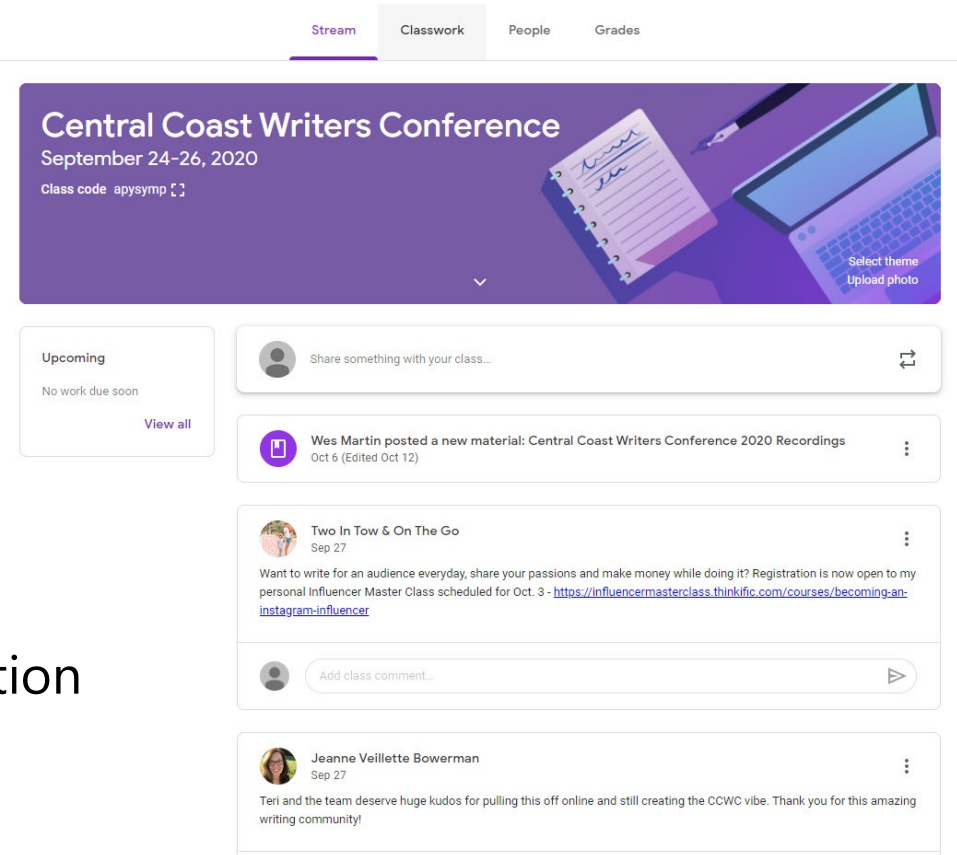 Stream Classwork People Grades
Central Coast Writers Conference
September 24-26, 2020
Class code apysymp
Select theme
Upload photo
Upcoming
No work due soon
View all
Share something with your class...
Wes Martin posted a new material: Central Coast Writers Conference 2020 Recordings
Oct 6 (Edited Oct 12)
Two In Tow & On The Go
Sep 27
Want to write for an audience everyday, share your passions and make money while doing it? Registration is now open to my
personal Influencer Master Class scheduled for Oct. 3 - https://influencermasterclass.thinkific.com/courses/becoming-an-
instagram-influencer
tion
Add class comment...
Jeanne Veillette Bowerman
Sep 27
Teri and the team deserve huge kudos for pulling this off online and still creating the CCWC vibe. Thank you for this amazing
writing community!